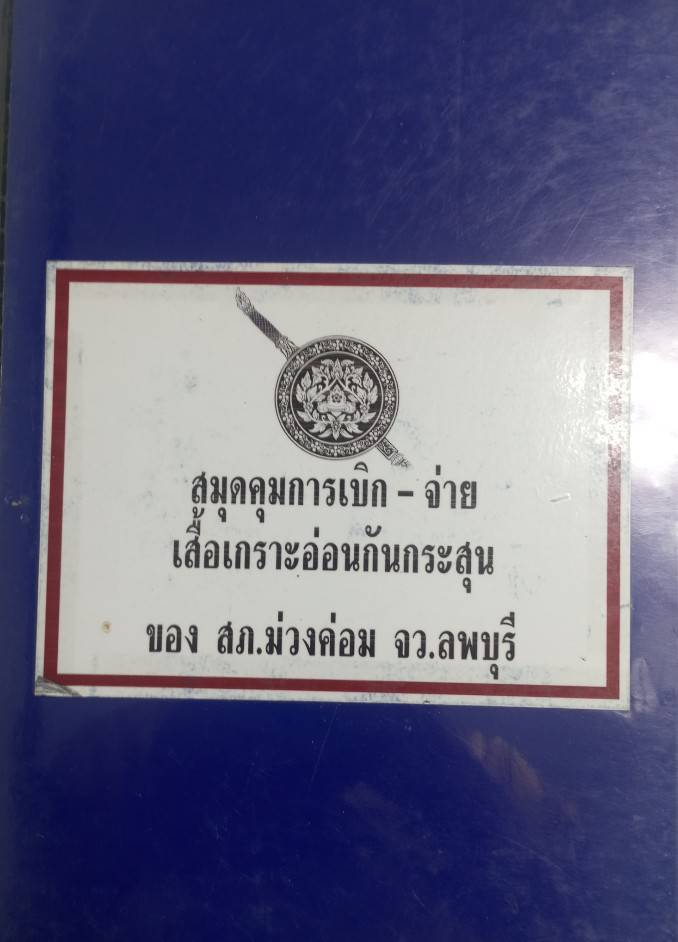 สมุดคุมการเบิก - จ่าย
เสื้อเกราะอ่อนกันกระสุน
ของ สภ.ม่วงค่อม จว.ลพบุรี